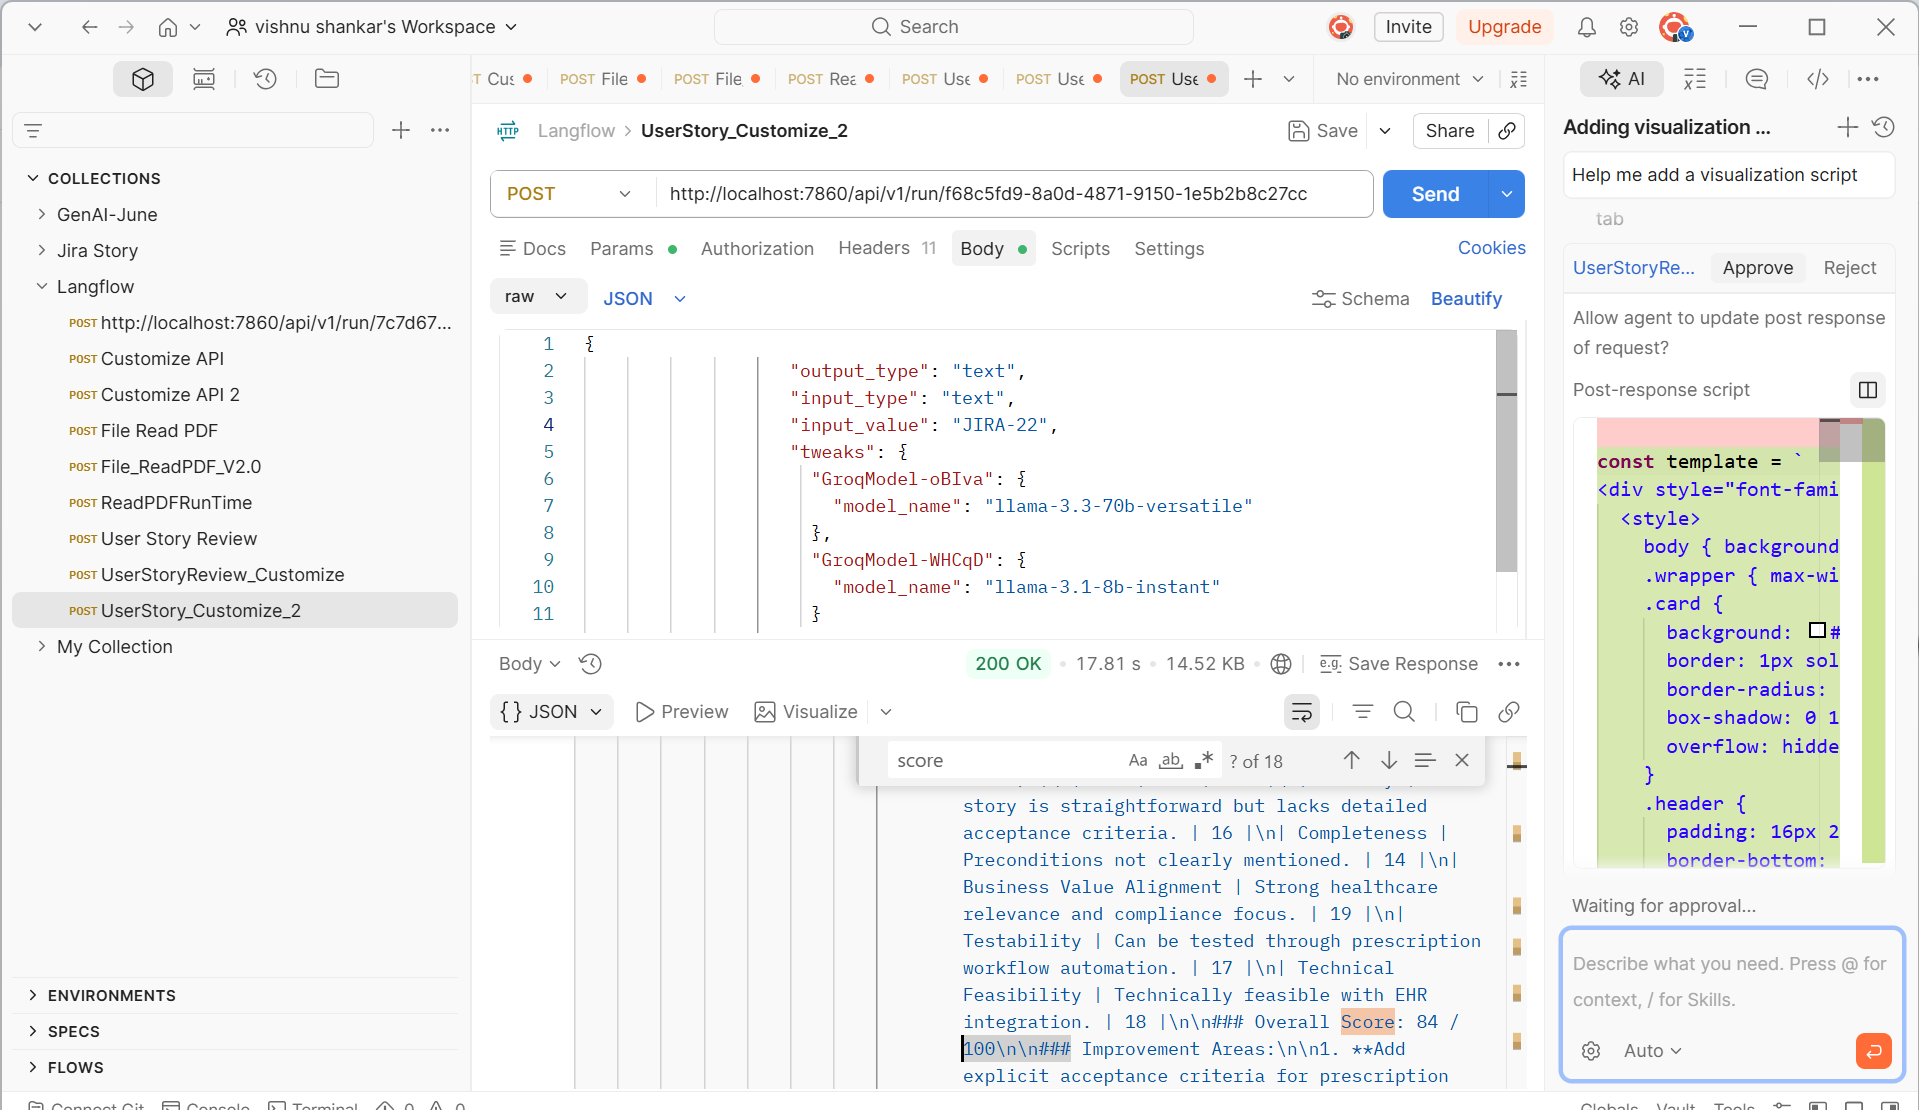 vishnu shankar's Workspace
Search
Invite
Upgrade
POST File
POST File
POST Use
POST Use
POST Use
No environment
AI
Langflow > UserStory_Customize_2
Save
Share
Adding visualization ...
Help me add a visualization script
tab
COLLECTIONS
GenAI-June
Jira Story
Langflow
POST http://localhost:7860/api/v1/run/7c7d67...
POST Customize API
POST Customize API 2
POST File Read PDF
POST File_ReadPDF_V2.0
POST ReadPDFRunTime
POST User Story Review
POST UserStoryReview_Customize
POST UserStory_Customize_2
My Collection
ENVIRONMENTS
SPECS
FLOWS
POST
http://localhost:7860/api/v1/run/f68c5fd9-8a0d-4871-9150-1e5b2b8c27cc
Send
Docs Params Authorization Headers 11 Body Scripts Settings
Cookies
raw
JSON
Schema
Beautify
1 {
2 "output_type": "text",
3 "input_type": "text",
4 "input_value": "JIRA-22",
5 "tweaks": {
6 "GroqModel-oBIva": {
7 "model_name": "llama-3.3-70b-versatile"
8 },
9 "GroqModel-WHCqD": {
10 "model_name": "llama-3.1-8b-instant"
11 }
Body
200 OK
17.81 s
14.52 KB
e.g. Save Response
{} JSON
Preview
Visualize
score
Aa
ab
? of 18
story is straightforward but lacks detailed
acceptance criteria. | 16 |\n| Completeness |
Preconditions not clearly mentioned. | 14 |\n|
Business Value Alignment | Strong healthcare
relevance and compliance focus. | 19 |\n|
Testability | Can be tested through prescription
workflow automation. | 17 |\n| Technical
Feasibility | Technically feasible with EHR
integration. | 18 |\n\n### Overall Score: 84 /
100\n\n### Improvement Areas:\n\n1. **Add
explicit acceptance criteria for prescription
UserStoryRe...
Approve
Reject
Allow agent to update post response
of request?
Post-response script
const template = `
<div style="font-fami
<style>
body { background
.wrapper { max-wi
.card {
background: #
border: 1px sol
border-radius:
box-shadow: 0 1
overflow: hidde
}
.header {
padding: 16px 2
border-bottom:
Waiting for approval...
Describe what you need. Press @ for
context, / for Skills.
Auto
Connect Git
Console
Terminal
0
0
Globals
Vault
Tools